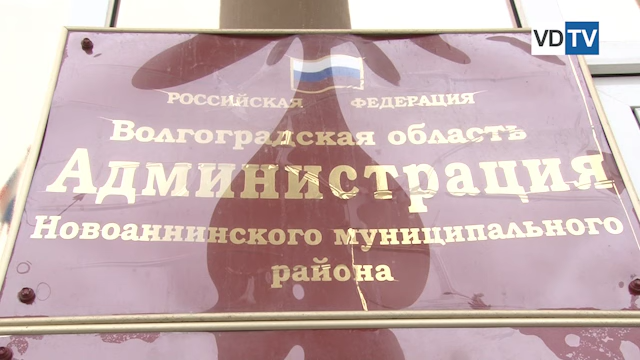 VDTV
РОССИЙСКАЯ ФЕДЕРАЦИЯ
Волгоградская область
Администрация
Новоаннинского муниципального
района